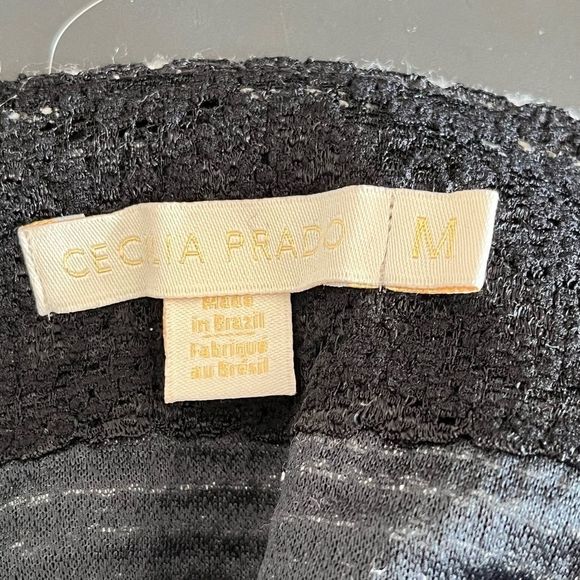 CECILIA PRADO M
Made
in Brazil
Fabriqué
au Brésil